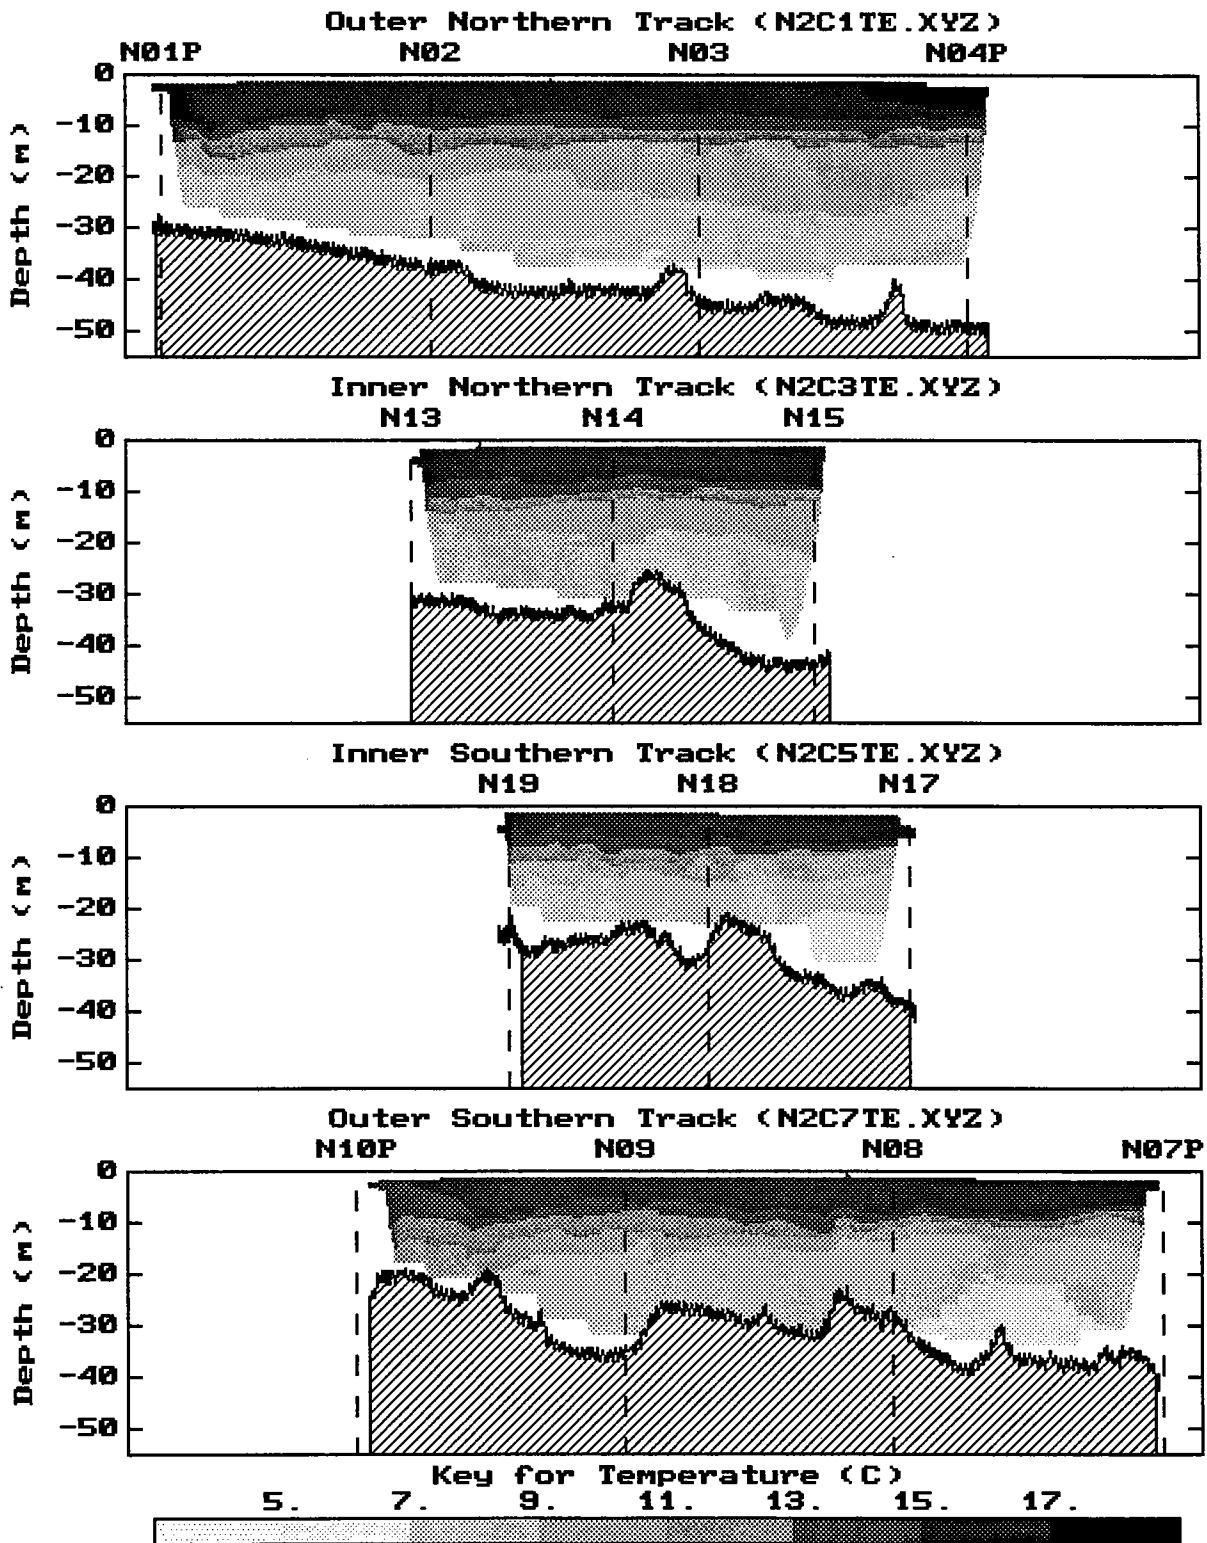 Outer Northern Track (N2C1TE.XYZ)
N01P N02 N03 N04P
0
-10
-20
-30
-40
-50
Depth (m)
Inner Northern Track (N2C3TE.XYZ)
N13 N14 N15
0
-10
-20
-30
-40
-50
Depth (m)
Inner Southern Track (N2C5TE.XYZ)
N19 N18 N17
0
-10
-20
-30
-40
-50
Depth (m)
Outer Southern Track (N2C7TE.XYZ)
N10P N09 N08 N07P
0
-10
-20
-30
-40
-50
Depth (m)
Key for Temperature (C)
5. 7. 9. 11. 13. 15. 17.